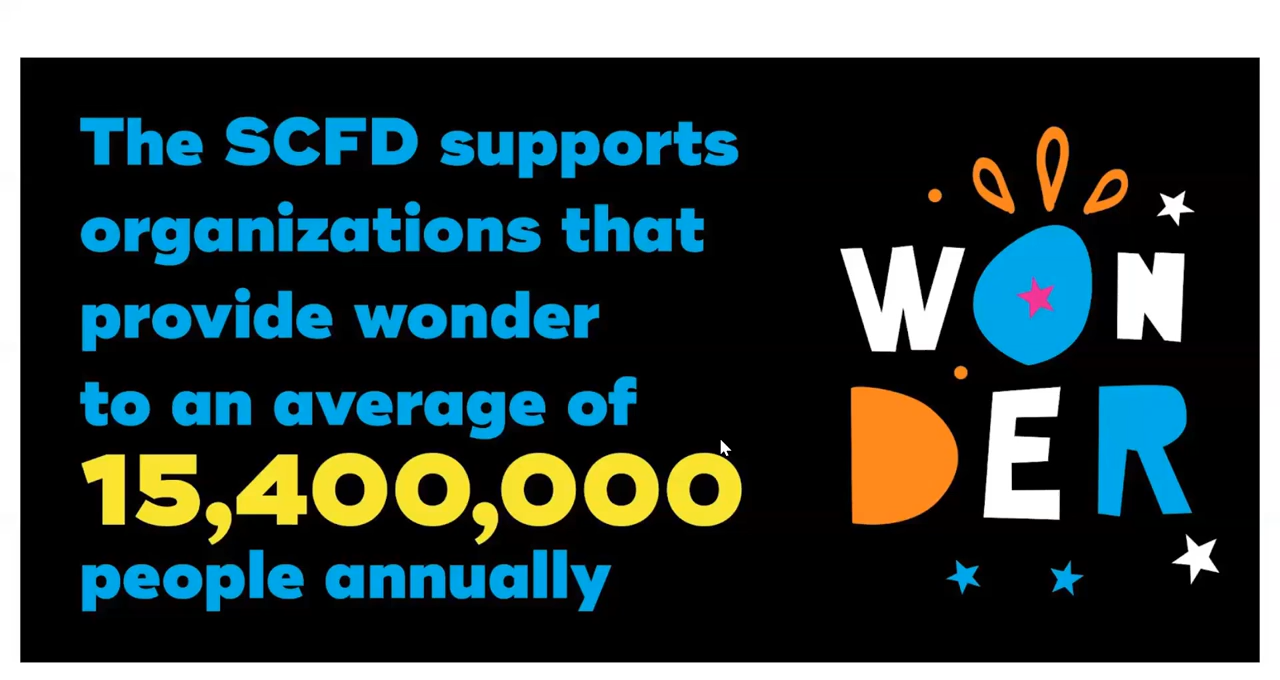 The SCFD supports
organizations that
provide wonder
to an average of
15,400,000
people annually
WON
DER